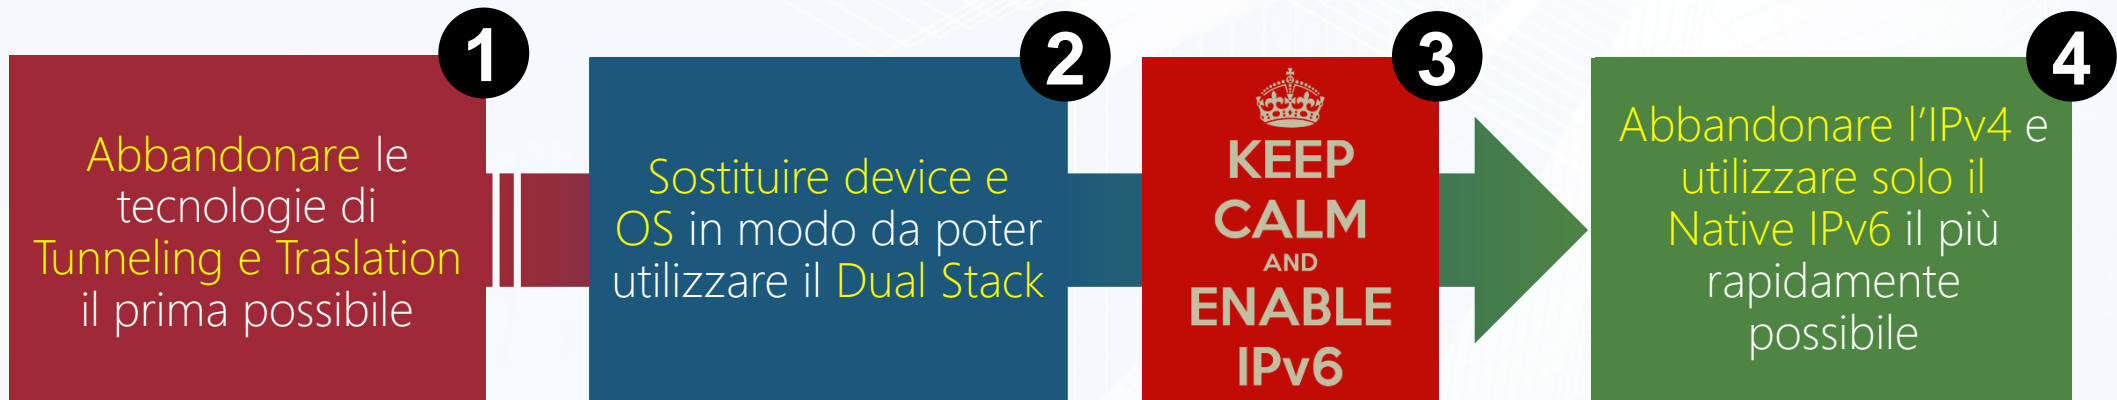 1
Abbandonare le
tecnologie di
Tunneling e Traslation
il prima possibile
2
Sostituire device e
OS in modo da poter
utilizzare il Dual Stack
3
KEEP
CALM
AND
ENABLE
IPv6
4
Abbandonare l’IPv4 e
utilizzare solo il
Native IPv6 il più
rapidamente
possibile